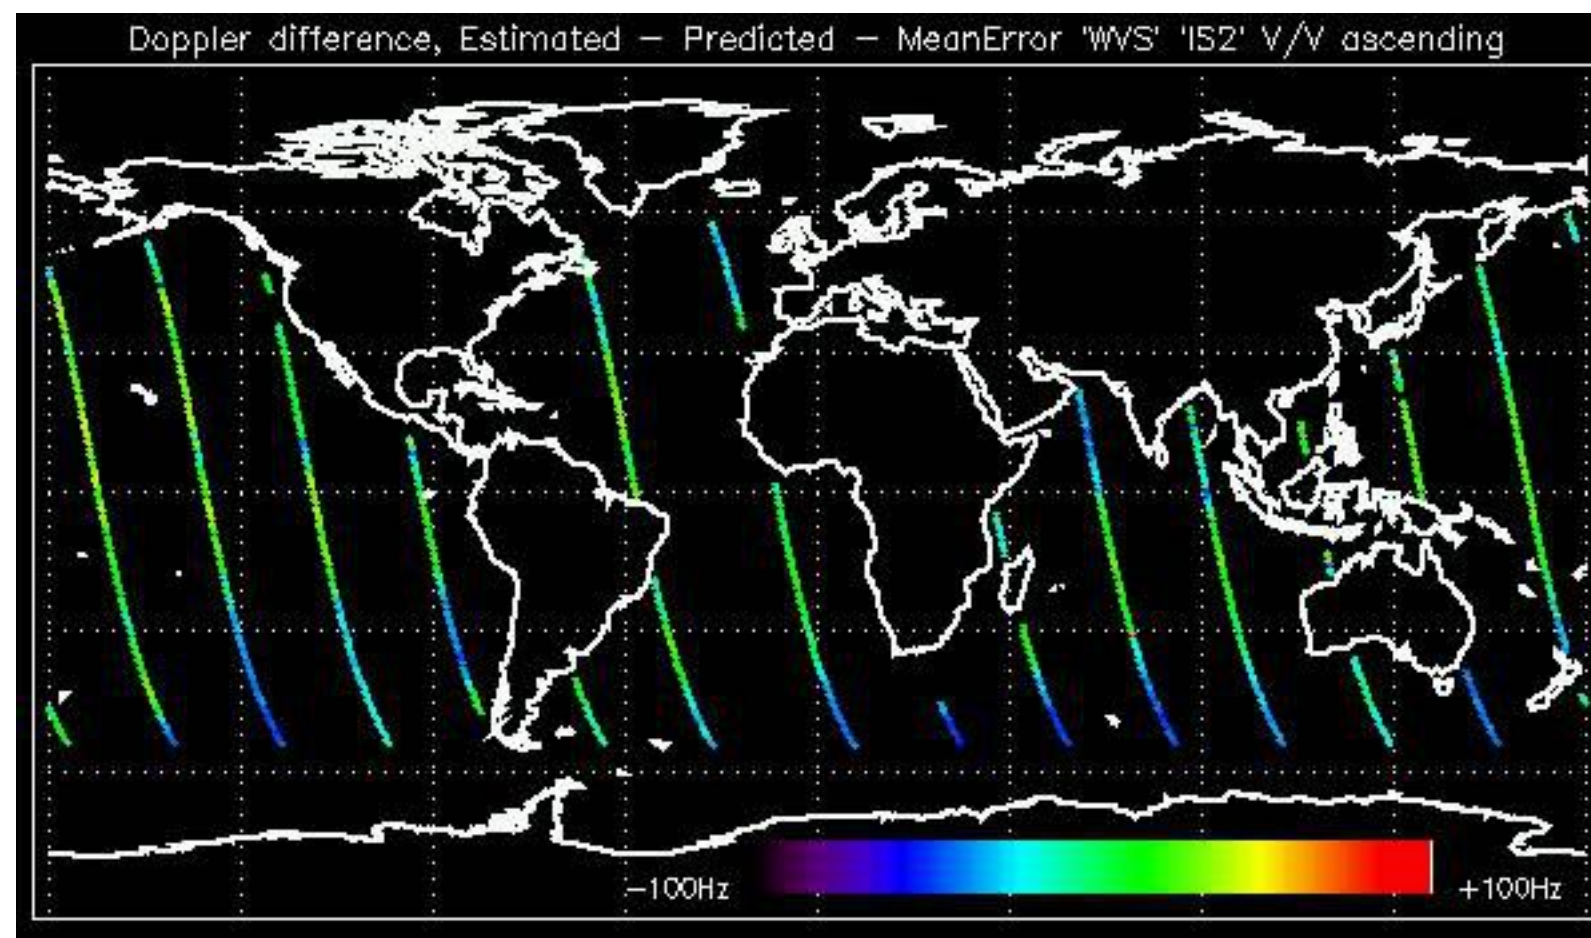 Doppler difference, Estimated − Predicted − MeanError 'WVS' 'IS2' V/V ascending
−100Hz
+100Hz